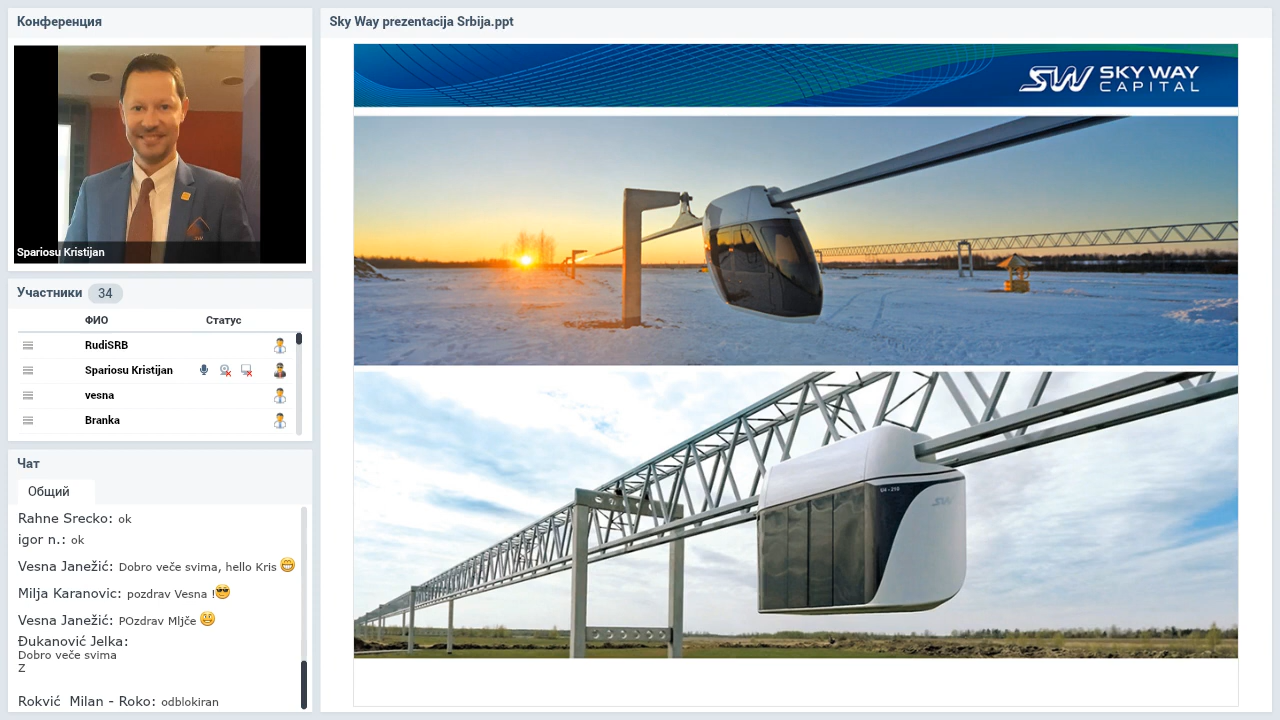 Конференция
Spariosu Kristijan
Участники 34
ФИО Статус
RudiSRB
Spariosu Kristijan
vesna
Branka
Чат
Общий
Rahne Srecko: ok
igor n.: ok
Vesna Janežić: Dobro veče svima, hello Kris
Milja Karanovic: pozdrav Vesna !
Vesna Janežić: POzdrav Mljče
Đukanović Jelka:
Dobro veče svima
Z
Rokvić Milan - Roko: odblokiran
Sky Way prezentacija Srbija.ppt
SW SKY WAY
CAPITAL
SW